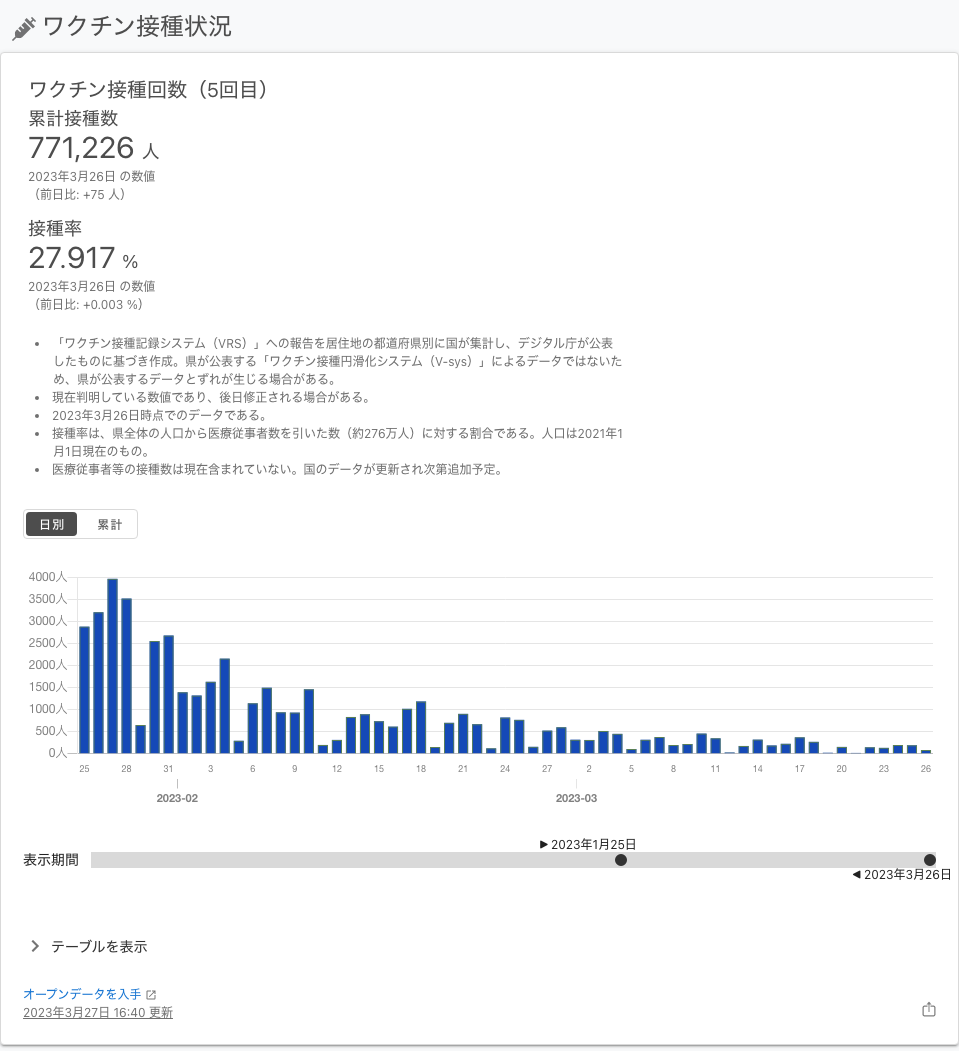 ワクチン接種状況
ワクチン接種回数（5回目）
累計接種数
771,226 人
2023年3月26日 の数値
（前日比: +75 人）
接種率
27.917 %
2023年3月26日 の数値
（前日比: +0.003 %）
• 「ワクチン接種記録システム（VRS）」への報告を居住地の都道府県別に国が集計し、デジタル庁が公表
したものに基づき作成。県が公表する「ワクチン接種円滑化システム（V-sys）」によるデータではないた
め、県が公表するデータとずれが生じる場合がある。
• 現在判明している数値であり、後日修正される場合がある。
• 2023年3月26日時点でのデータである。
• 接種率は、県全体の人口から医療従事者数を引いた数（約276万人）に対する割合である。人口は2021年1
月1日現在のもの。
• 医療従事者等の接種数は現在含まれていない。国のデータが更新され次第追加予定。
日別 累計
4000人
3500人
3000人
2500人
2000人
1500人
1000人
500人
0人
25 28 31 3 6 9 12 15 18 21 24 27 2 5 8 11 14 17 20 23 26
2023-02 2023-03
▶ 2023年1月25日
表示期間
◀ 2023年3月26日
テーブルを表示
オープンデータを入手
2023年3月27日 16:40 更新